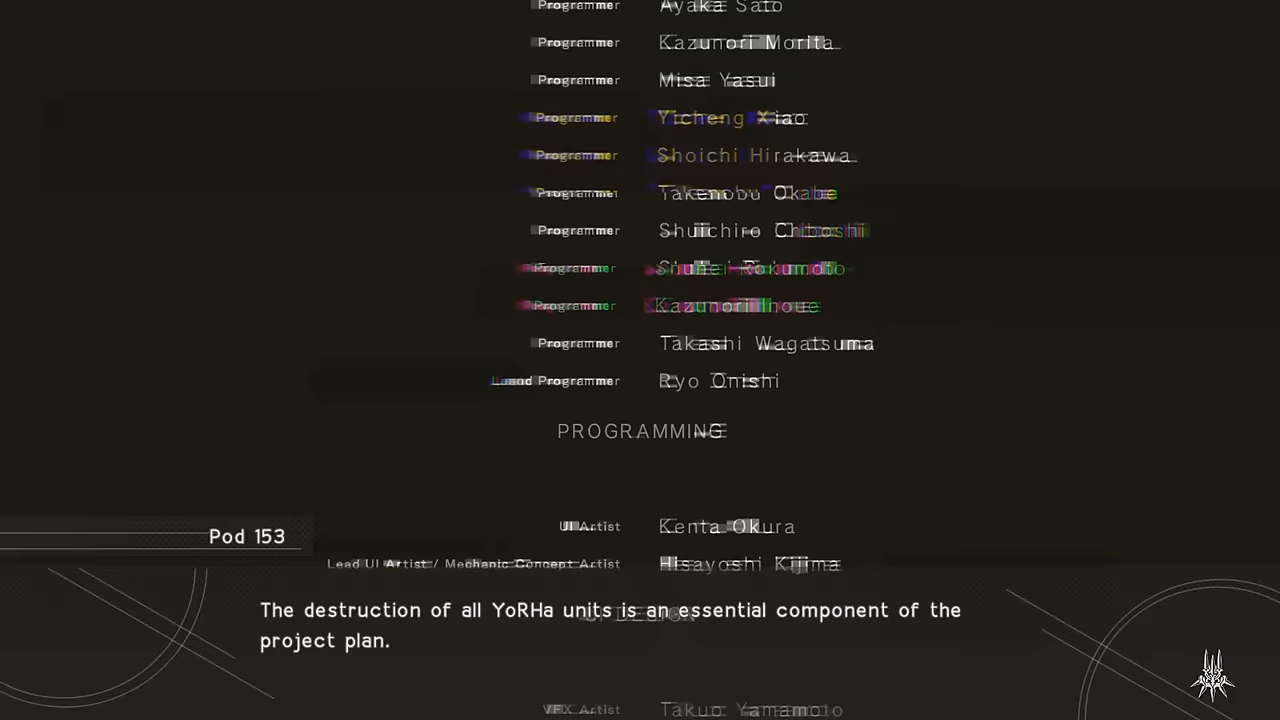 Programmer Ayaka Sato
Programmer Kazunori Morita
Programmer Misa Yasui
Programmer Yicheng Xiao
Programmer Shoichi Hirakawa
Programmer Takenobu Okabe
Programmer Shuichiro Chiboshi
Programmer Shuhei Rokumoto
Programmer Kazunori Inoue
Programmer Takashi Wagatsuma
Lead Programmer Ryo Onishi
PROGRAMMING
UI Artist Kenta Okura
Pod 153
Lead UI Artist / Mechanic Concept Artist Hisayoshi Kijima
The destruction of all YoRHa units is an essential component of the
UI DESIGN
project plan.
VFX Artist Takuo Yamamoto